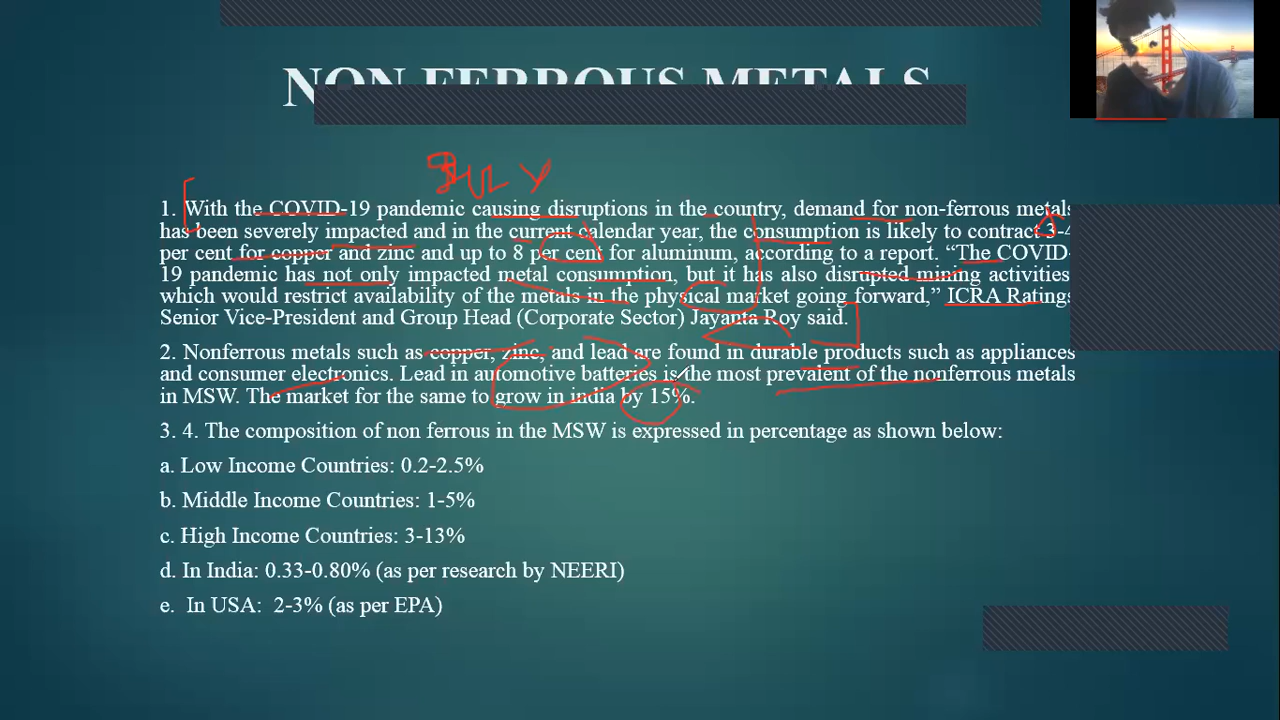 NON FERROUS METALS
JULY
1. With the COVID-19 pandemic causing disruptions in the country, demand for non-ferrous metals
has been severely impacted and in the current calendar year, the consumption is likely to contract 3-4
per cent for copper and zinc and up to 8 per cent for aluminum, according to a report. “The COVID-
19 pandemic has not only impacted metal consumption, but it has also disrupted mining activities
which would restrict availability of the metals in the physical market going forward,” ICRA Ratings
Senior Vice-President and Group Head (Corporate Sector) Jayanta Roy said.
2. Nonferrous metals such as copper, zinc, and lead are found in durable products such as appliances
and consumer electronics. Lead in automotive batteries is the most prevalent of the nonferrous metals
in MSW. The market for the same to grow in india by 15%.
3. 4. The composition of non ferrous in the MSW is expressed in percentage as shown below:
a. Low Income Countries: 0.2-2.5%
b. Middle Income Countries: 1-5%
c. High Income Countries: 3-13%
d. In India: 0.33-0.80% (as per research by NEERI)
e. In USA: 2-3% (as per EPA)